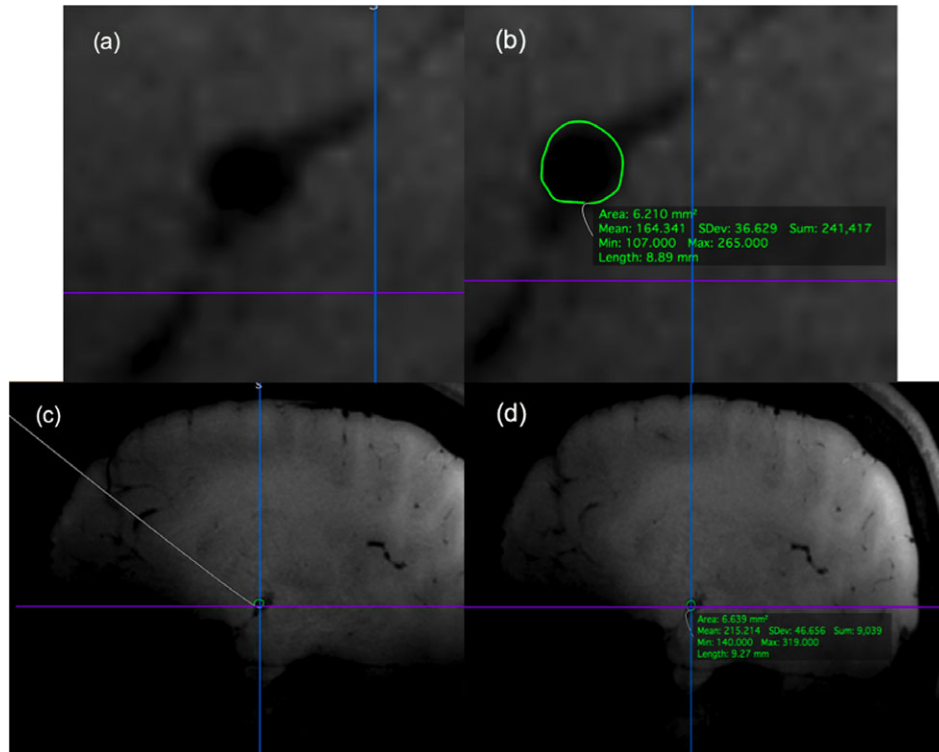 (a)
(b)
Area: 6.210 mm²
Mean: 164.341 SDev: 36.629 Sum: 241,417
Min: 107.000 Max: 265.000
Length: 8.89 mm
(c)
S
(d)
Area: 6.639 mm²
Mean: 215.214 SDev: 46.656 Sum: 9,039
Min: 140.000 Max: 319.000
Length: 9.27 mm